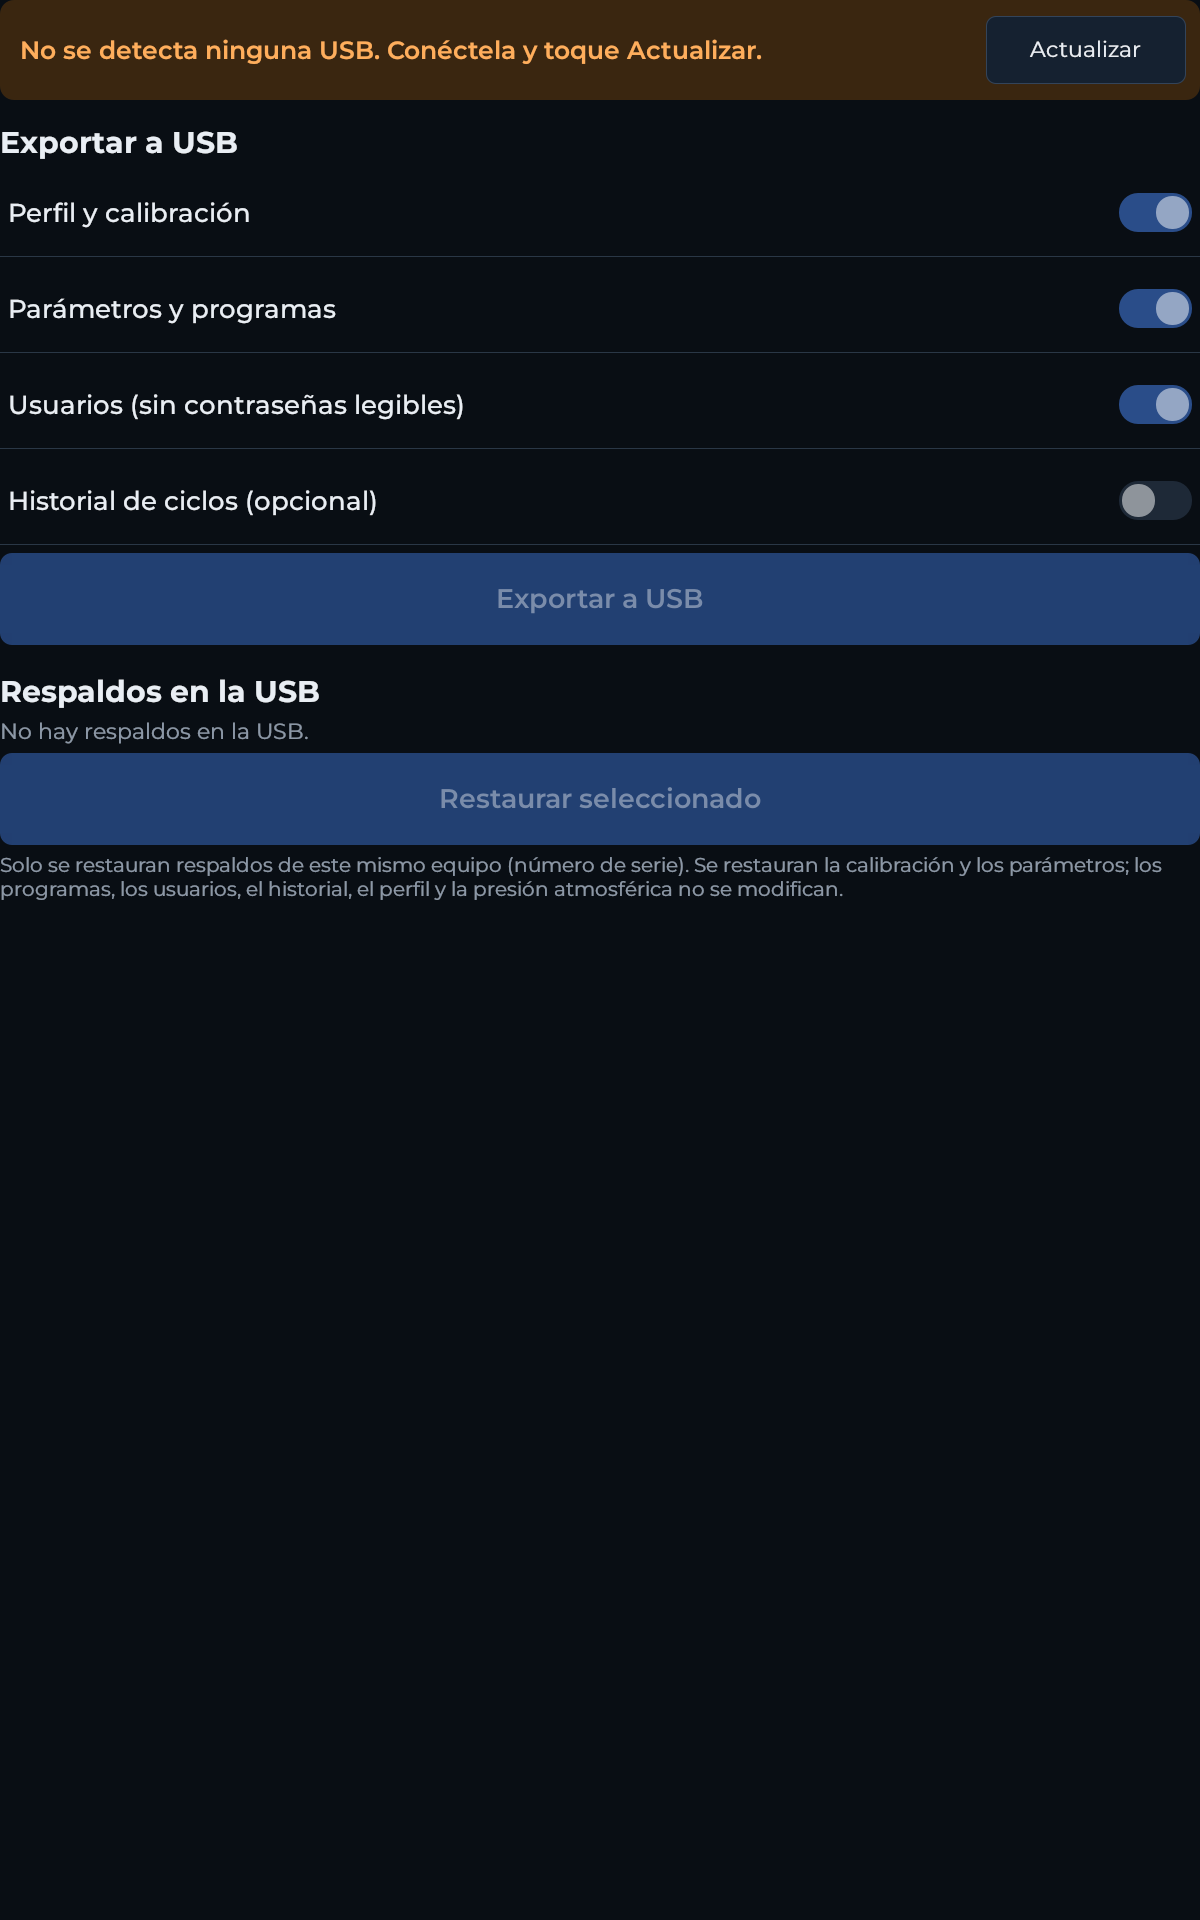 No se detecta ninguna USB. Conéctela y toque Actualizar.
Actualizar
Exportar a USB
Perfil y calibración
Parámetros y programas
Usuarios (sin contraseñas legibles)
Historial de ciclos (opcional)
Exportar a USB
Respaldos en la USB
No hay respaldos en la USB.
Restaurar seleccionado
Solo se restauran respaldos de este mismo equipo (número de serie). Se restauran la calibración y los parámetros; los
programas, los usuarios, el historial, el perfil y la presión atmosférica no se modifican.